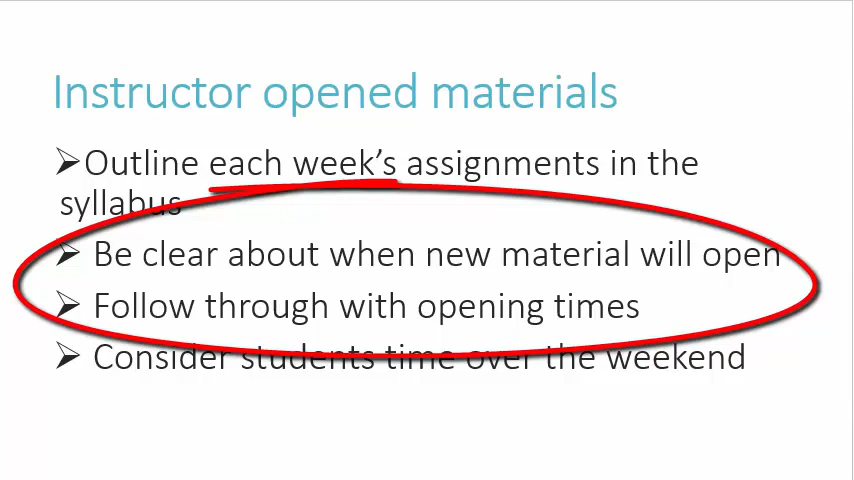 Instructor opened materials
➢Outline each week's assignments in the
syllabus
➢ Be clear about when new material will open
➢ Follow through with opening times
➢ Consider students time over the weekend